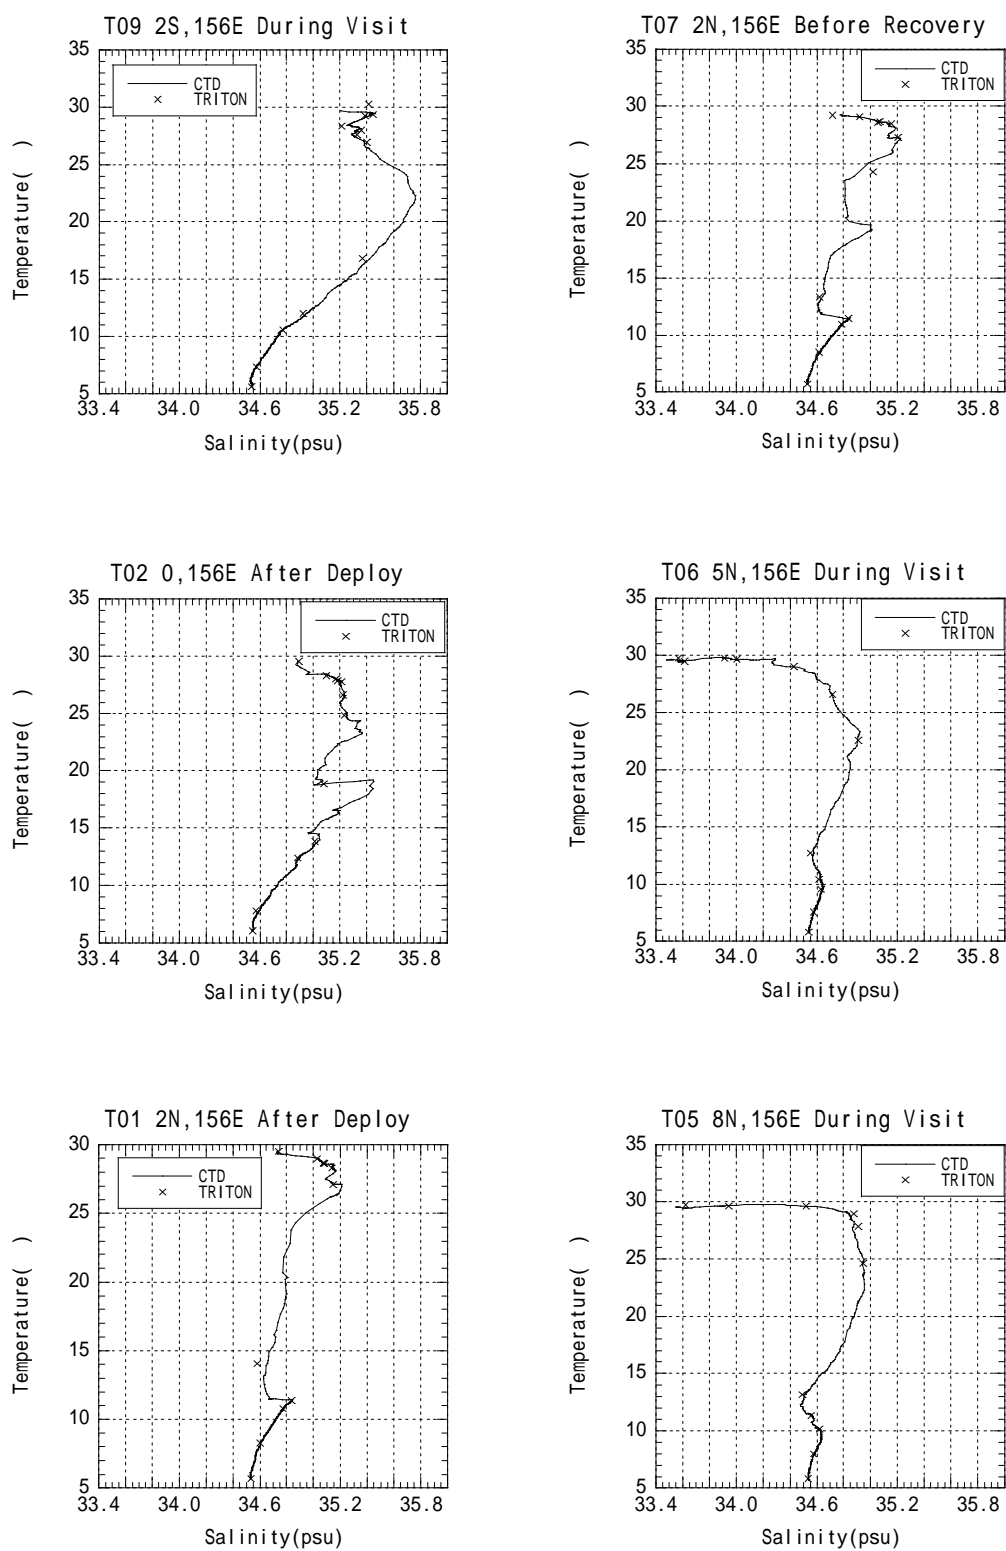 T09 2S,156E During Visit
35
30
25
20
15
10
5
CTD
TRITON
Temperature( )
33.4 34.0 34.6 35.2 35.8
Salinity(psu)
T07 2N,156E Before Recovery
35
30
25
20
15
10
5
CTD
TRITON
Temperature( )
33.4 34.0 34.6 35.2 35.8
Salinity(psu)
T02 0,156E After Deploy
35
30
25
20
15
10
5
CTD
TRITON
Temperature( )
33.4 34.0 34.6 35.2 35.8
Salinity(psu)
T06 5N,156E During Visit
35
30
25
20
15
10
5
CTD
TRITON
Temperature( )
33.4 34.0 34.6 35.2 35.8
Salinity(psu)
T01 2N,156E After Deploy
30
25
20
15
10
5
CTD
TRITON
Temperature( )
33.4 34.0 34.6 35.2 35.8
Salinity(psu)
T05 8N,156E During Visit
35
30
25
20
15
10
5
CTD
TRITON
Temperature( )
33.4 34.0 34.6 35.2 35.8
Salinity(psu)